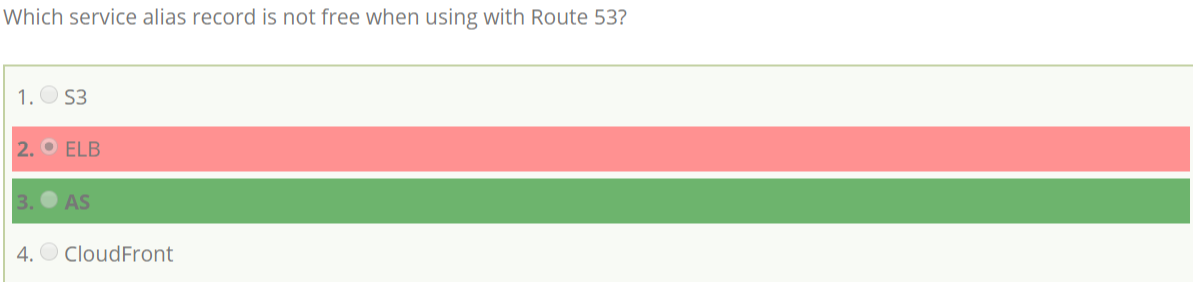 Which service alias record is not free when using with Route 53?
1. S3
2. ELB
3. AS
4. CloudFront